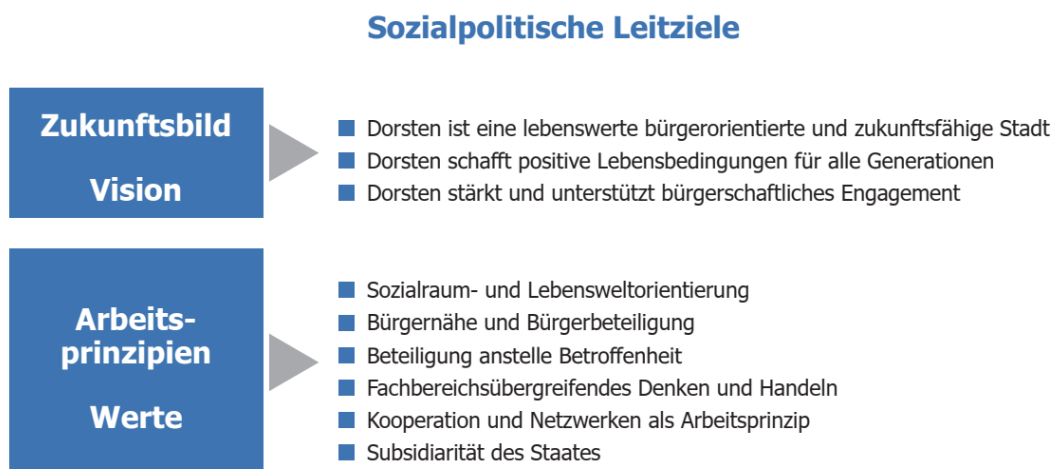 Sozialpolitische Leitziele
Zukunftsbild
Vision
Dorsten ist eine lebenswerte bürgerorientierte und zukunftsfähige Stadt
Dorsten schafft positive Lebensbedingungen für alle Generationen
Dorsten stärkt und unterstützt bürgerschaftliches Engagement
Arbeits-
prinzipien
Werte
Sozialraum- und Lebensweltorientierung
Bürgernähe und Bürgerbeteiligung
Beteiligung anstelle Betroffenheit
Fachbereichsübergreifendes Denken und Handeln
Kooperation und Netzwerken als Arbeitsprinzip
Subsidiarität des Staates